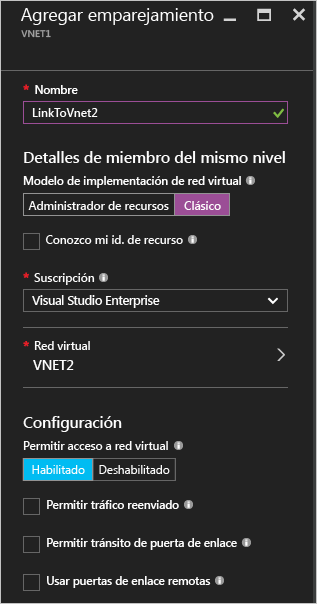 Agregar emparejamiento
VNET1
* Nombre
LinkToVnet2
Detalles de miembro del mismo nivel
Modelo de implementación de red virtual
Administrador de recursos Clásico
Conozco mi id. de recurso
* Suscripción
Visual Studio Enterprise
* Red virtual
VNET2
Configuración
Permitir acceso a red virtual
Habilitado Deshabilitado
Permitir tráfico reenviado
Permitir tránsito de puerta de enlace
Usar puertas de enlace remotas